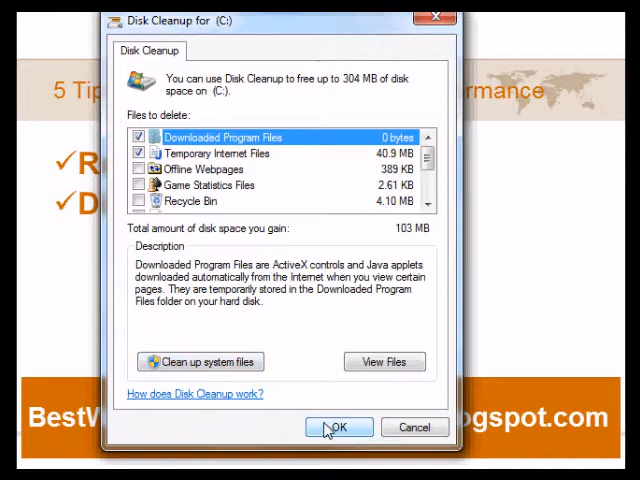 Disk Cleanup for (C:)
Disk Cleanup
You can use Disk Cleanup to free up to 304 MB of disk
space on (C:).
5 Tip
rmance
Files to delete:
Downloaded Program Files 0 bytes
Temporary Internet Files 40.9 MB
Offline Webpages 389 KB
Game Statistics Files 2.61 KB
Recycle Bin 4.10 MB
✓R
✓D
Total amount of disk space you gain: 103 MB
Description
Downloaded Program Files are ActiveX controls and Java applets
downloaded automatically from the Internet when you view certain
pages. They are temporarily stored in the Downloaded Program
Files folder on your hard disk.
Clean up system files View Files
How does Disk Cleanup work?
BestW
ogspot.com
OK Cancel